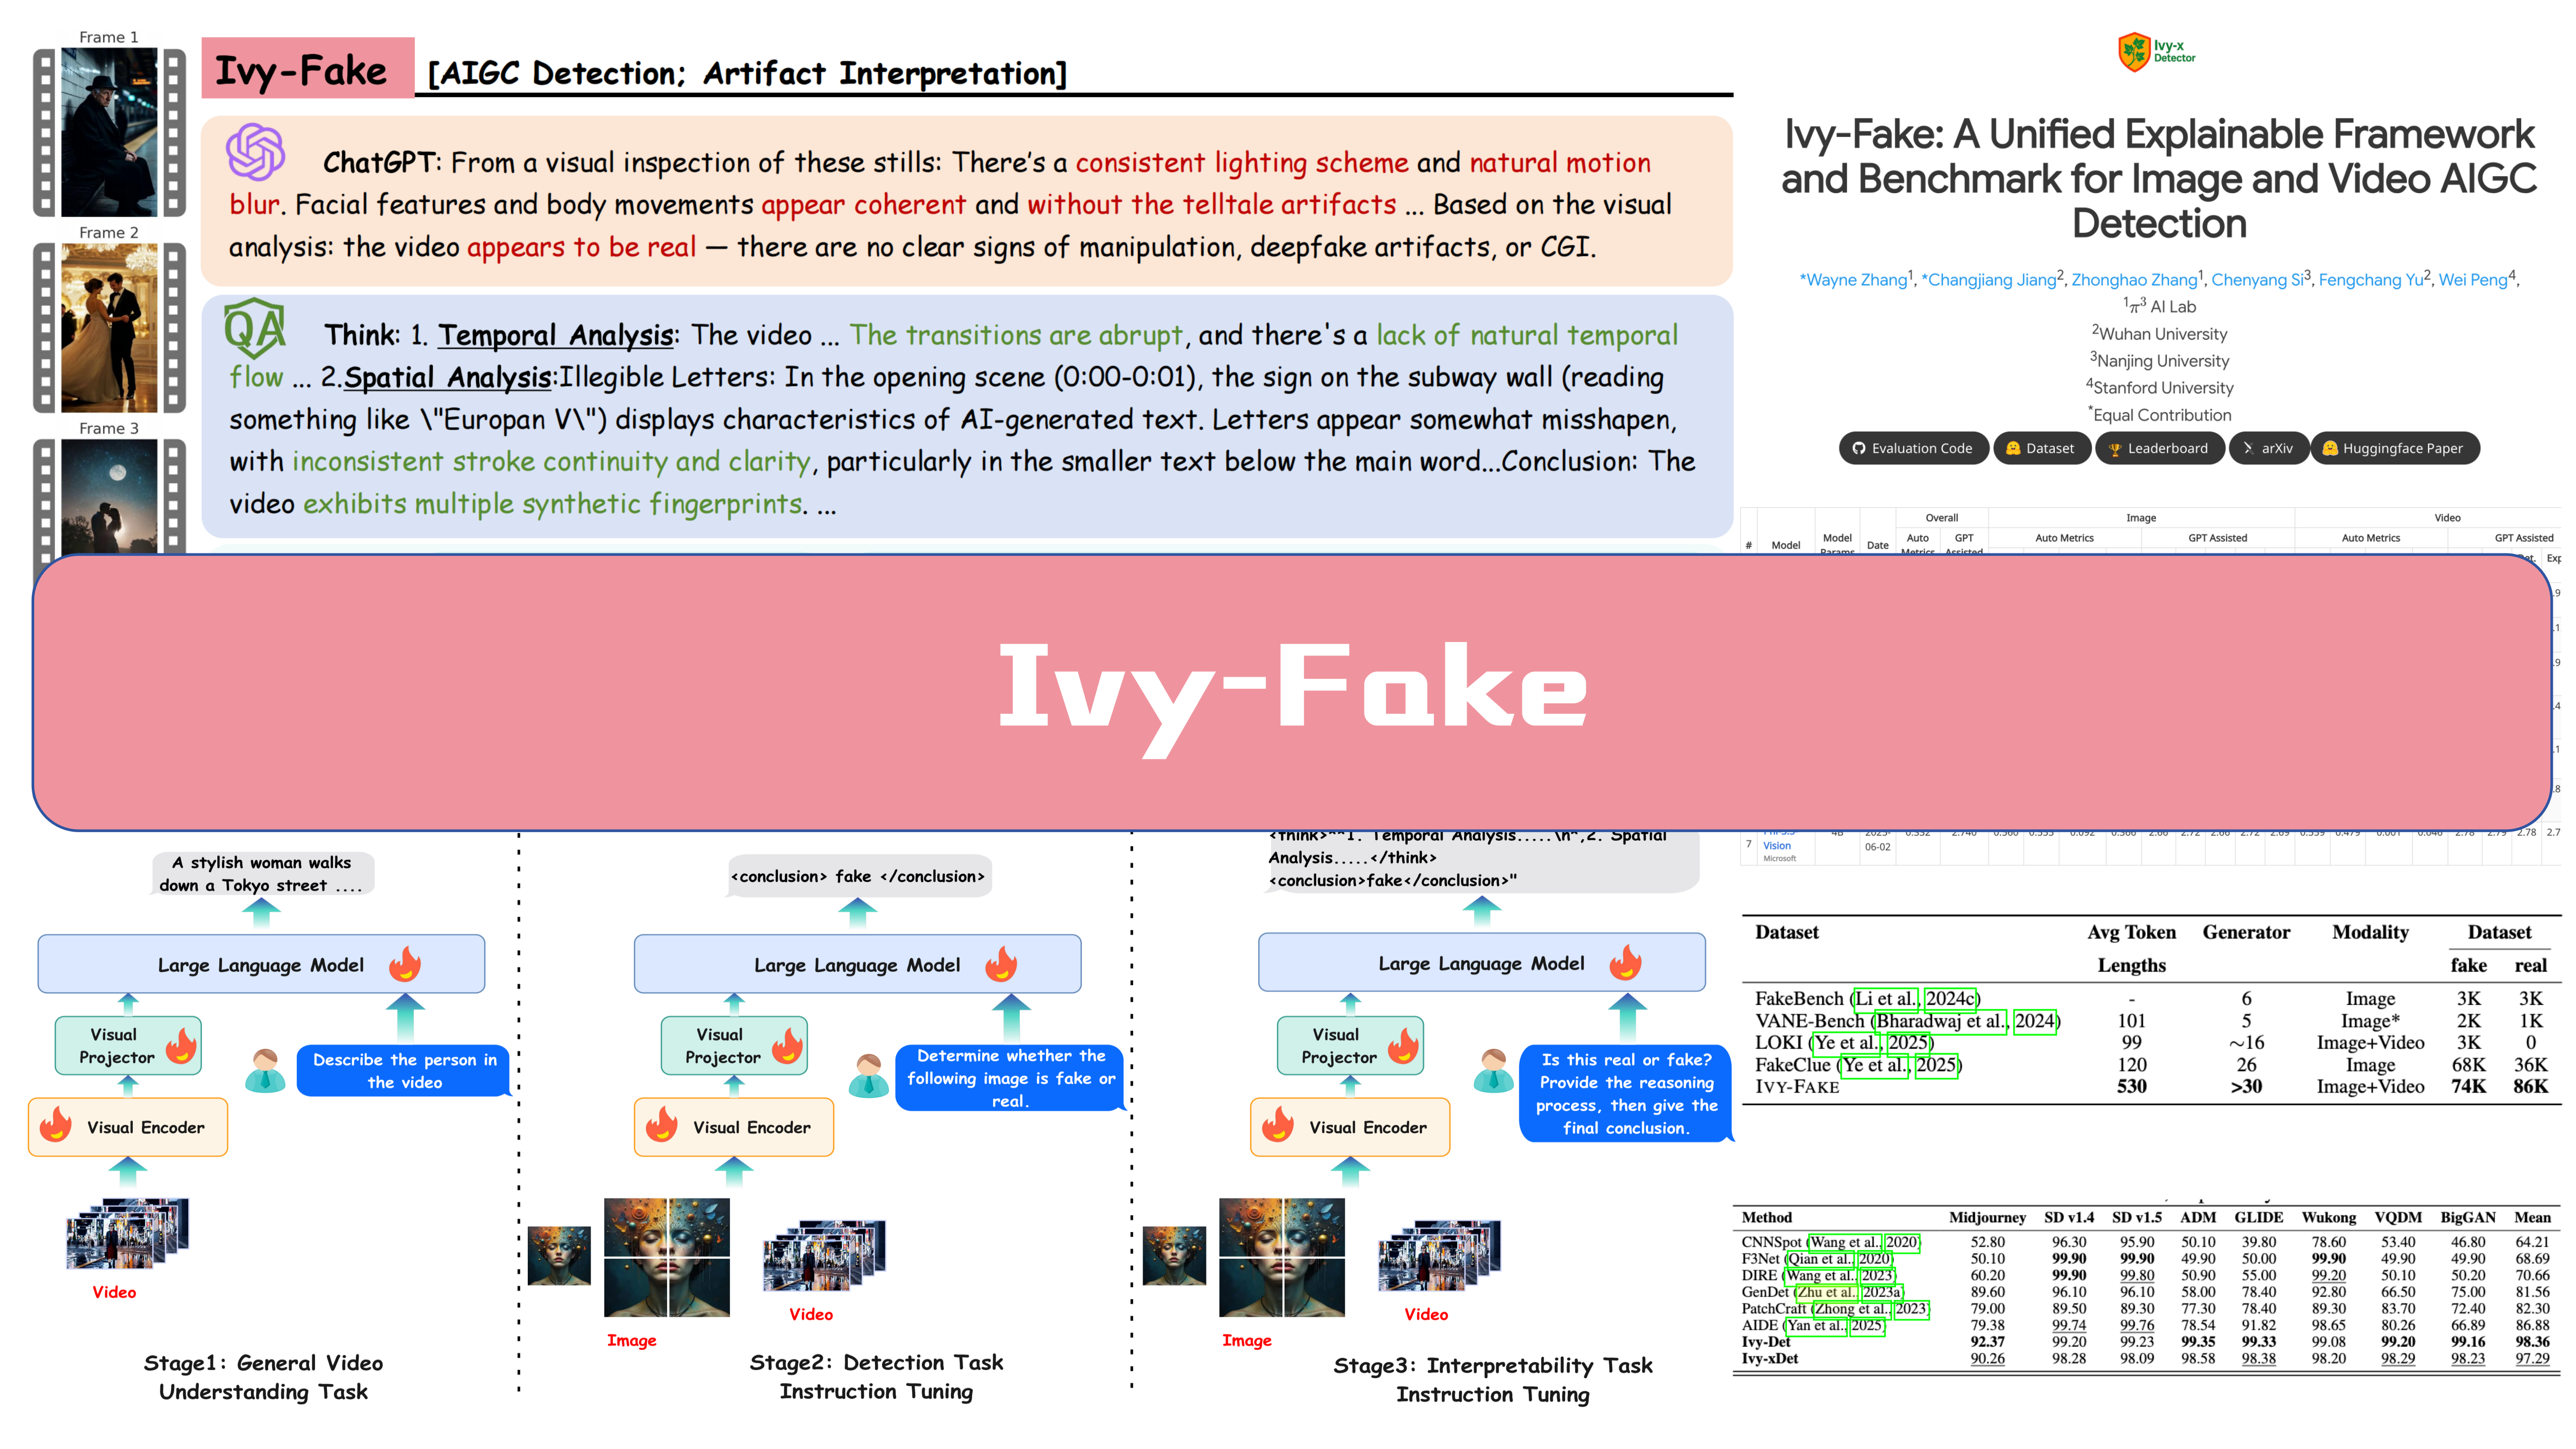 Frame 1
Frame 2
Frame 3
Ivy-Fake [AIGC Detection; Artifact Interpretation]
ChatGPT: From a visual inspection of these stills: There's a consistent lighting scheme and natural motion
blur. Facial features and body movements appear coherent and without the telltale artifacts ... Based on the visual
analysis: the video appears to be real — there are no clear signs of manipulation, deepfake artifacts, or CGI.
QA
Think: 1. Temporal Analysis: The video ... The transitions are abrupt, and there's a lack of natural temporal
flow ... 2.Spatial Analysis:Illegible Letters: In the opening scene (0:00-0:01), the sign on the subway wall (reading
something like \"Europan V\") displays characteristics of AI-generated text. Letters appear somewhat misshapen,
with inconsistent stroke continuity and clarity, particularly in the smaller text below the main word...Conclusion: The
video exhibits multiple synthetic fingerprints. ...
Ivy-x
Detector
Ivy-Fake: A Unified Explainable Framework
and Benchmark for Image and Video AIGC
Detection
*Wayne Zhang1, *Changjiang Jiang2, Zhonghao Zhang1, Chenyang Si3, Fengchang Yu2, Wei Peng4,
1π3 AI Lab
2Wuhan University
3Nanjing University
4Stanford University
*Equal Contribution
Evaluation Code Dataset Leaderboard arXiv Huggingface Paper
Overall Image Video
# Model Model Date Auto GPT Auto Metrics GPT Assisted Auto Metrics GPT Assisted
Ivy-Fake
7 Vision 06-02
Microsoft
A stylish woman walks
down a Tokyo street ....
Large Language Model
Visual
Projector
Describe the person in
the video
Visual Encoder
Video
Stage1: General Video
Understanding Task
<conclusion> fake </conclusion>
Large Language Model
Visual
Projector
Determine whether the
following image is fake or
real.
Visual Encoder
Image
Video
Stage2: Detection Task
Instruction Tuning
<think>**1. Temporal Analysis.....\n*,2. Spatial
Analysis.....</think>
<conclusion>fake</conclusion>"
Large Language Model
Visual
Projector
Is this real or fake?
Provide the reasoning
process, then give the
final conclusion.
Visual Encoder
Image
Video
Stage3: Interpretability Task
Instruction Tuning
Dataset Avg Token Generator Modality Dataset
Lengths fake real
FakeBench (Li et al., 2024c) - 6 Image 3K 3K
VANE-Bench (Bharadwaj et al., 2024) 101 5 Image* 2K 1K
LOKI (Ye et al., 2025) 99 ~16 Image+Video 3K 0
FakeClue (Ye et al., 2025) 120 26 Image 68K 36K
IVY-FAKE 530 >30 Image+Video 74K 86K
Method Midjourney SD v1.4 SD v1.5 ADM GLIDE Wukong VQDM BigGAN Mean
CNNSpot (Wang et al., 2020) 52.80 96.30 95.90 50.10 39.80 78.60 53.40 46.80 64.21
F3Net (Qian et al., 2020) 50.10 99.90 99.90 49.90 50.00 99.90 49.90 49.90 68.69
DIRE (Wang et al., 2023) 60.20 99.90 99.80 50.90 55.00 99.20 50.10 50.20 70.66
GenDet (Zhu et al., 2023a) 89.60 96.10 96.10 58.00 78.40 92.80 66.50 75.00 81.56
PatchCraft (Zhong et al., 2023) 79.00 89.50 89.30 77.30 78.40 89.30 83.70 72.40 82.30
AIDE (Yan et al., 2025) 79.38 99.74 99.76 78.54 91.82 98.65 80.26 66.89 86.88
Ivy-Det 92.37 99.20 99.23 99.35 99.33 99.08 99.20 99.16 98.36
Ivy-xDet 90.26 98.28 98.09 98.58 98.38 98.20 98.29 98.23 97.29